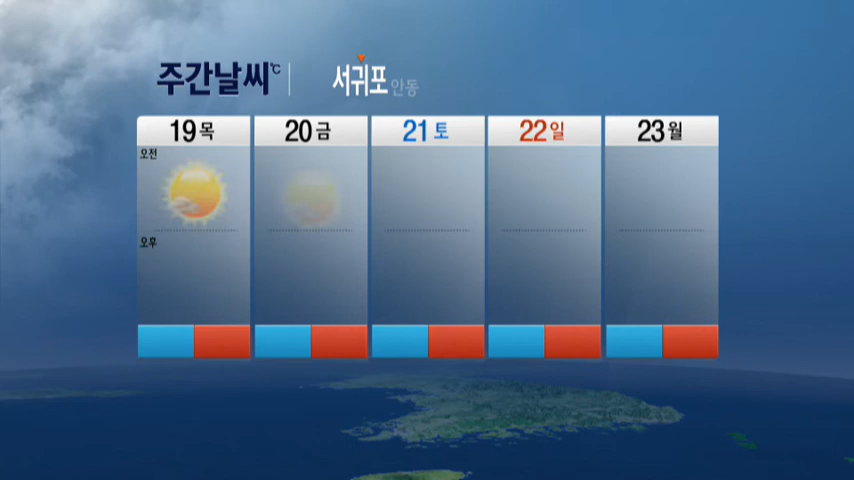 주간날씨 ℃
서귀포 안동
19 목
20 금
21 토
22 일
23 월
오전
오후